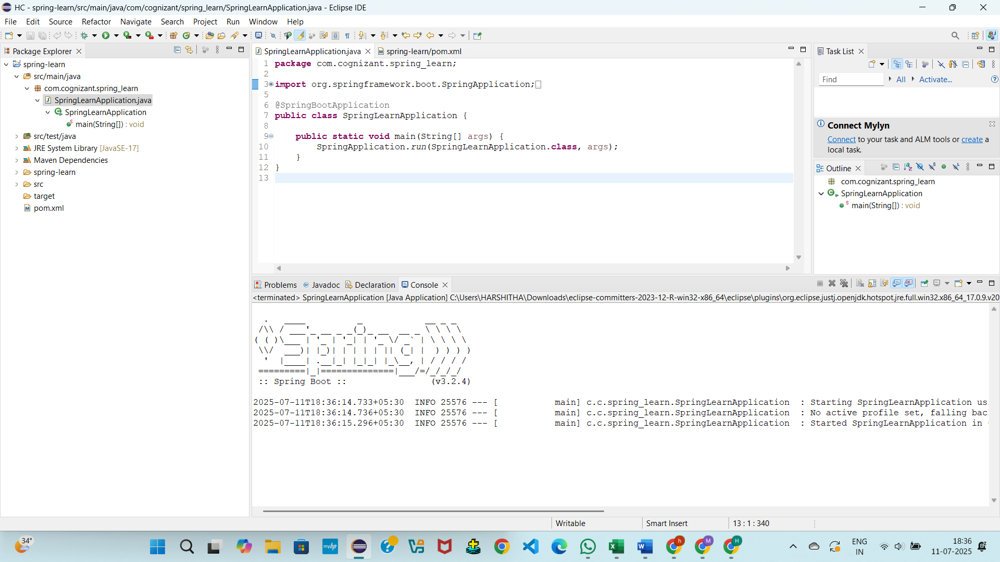 HC - spring-learn/src/main/java/com/cognizant/spring_learn/SpringLearnApplication.java - Eclipse IDE
File Edit Source Refactor Navigate Search Project Run Window Help
Package Explorer
spring-learn
src/main/java
com.cognizant.spring_learn
SpringLearnApplication.java
SpringLearnApplication
main(String[]) : void
src/test/java
JRE System Library [JavaSE-17]
Maven Dependencies
spring-learn
src
target
pom.xml
SpringLearnApplication.java spring-learn/pom.xml
1 package com.cognizant.spring_learn;
2
3 import org.springframework.boot.SpringApplication;
5
6 @SpringBootApplication
7 public class SpringLearnApplication {
8
9 public static void main(String[] args) {
10 SpringApplication.run(SpringLearnApplication.class, args);
11 }
12 }
13
Task List
Find All Activate...
Connect Mylyn
Connect to your task and ALM tools or create a
local task.
Outline
com.cognizant.spring_learn
SpringLearnApplication
main(String[]) : void
Problems Javadoc Declaration Console
<terminated> SpringLearnApplication [Java Application] C:\Users\HARSHITHA\Downloads\eclipse-committers-2023-12-R-win32-x86_64\eclipse\plugins\org.eclipse.justj.openjdk.hotspot.jre.full.win32.x86_64_17.0.9.v20
  .   ____          _            __ _ _
 /\\ / ___'_ __ _ _(_)_ __  __ _ \ \ \ \
( ( )\___ | '_ | '_| | '_ \/ _` | \ \ \ \
 \\/  ___)| |_)| | | | | || (_| |  ) ) ) )
  '  |____| .__|_| |_|_| |_\__, | / / / /
 =========|_|==============|___/=/_/_/_/
 :: Spring Boot ::                (v3.2.4)
2025-07-11T18:36:14.733+05:30 INFO 25576 --- [ main] c.c.spring_learn.SpringLearnApplication : Starting SpringLearnApplication us
2025-07-11T18:36:14.736+05:30 INFO 25576 --- [ main] c.c.spring_learn.SpringLearnApplication : No active profile set, falling bac
2025-07-11T18:36:15.296+05:30 INFO 25576 --- [ main] c.c.spring_learn.SpringLearnApplication : Started SpringLearnApplication in
Writable Smart Insert 13 : 1 : 340
34°
myhp
h
M
H
ENG
IN
18:36
11-07-2025